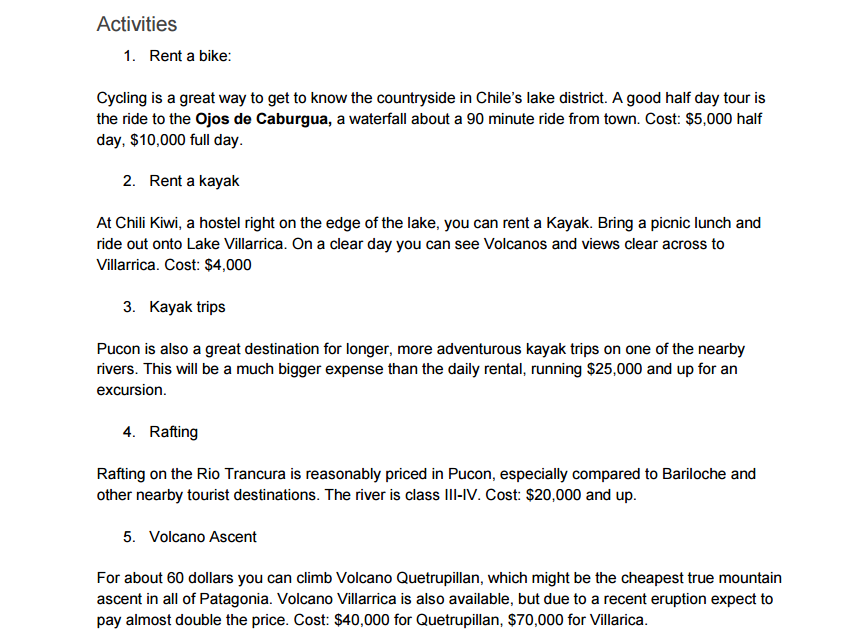 Activities
1. Rent a bike:
Cycling is a great way to get to know the countryside in Chile's lake district. A good half day tour is
the ride to the Ojos de Caburgua, a waterfall about a 90 minute ride from town. Cost: $5,000 half
day, $10,000 full day.
2. Rent a kayak
At Chili Kiwi, a hostel right on the edge of the lake, you can rent a Kayak. Bring a picnic lunch and
ride out onto Lake Villarrica. On a clear day you can see Volcanos and views clear across to
Villarrica. Cost: $4,000
3. Kayak trips
Pucon is also a great destination for longer, more adventurous kayak trips on one of the nearby
rivers. This will be a much bigger expense than the daily rental, running $25,000 and up for an
excursion.
4. Rafting
Rafting on the Rio Trancura is reasonably priced in Pucon, especially compared to Bariloche and
other nearby tourist destinations. The river is class III-IV. Cost: $20,000 and up.
5. Volcano Ascent
For about 60 dollars you can climb Volcano Quetrupillan, which might be the cheapest true mountain
ascent in all of Patagonia. Volcano Villarrica is also available, but due to a recent eruption expect to
pay almost double the price. Cost: $40,000 for Quetrupillan, $70,000 for Villarica.